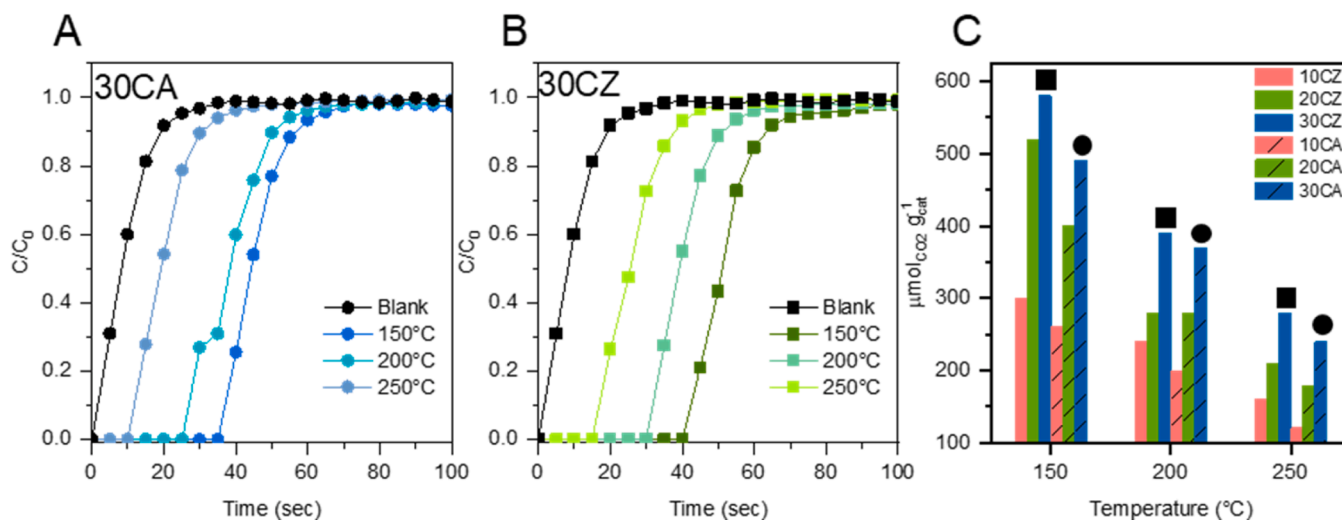 A
30CA
C/C0
1.0
0.8
0.6
0.4
0.2
0.0
Blank
150°C
200°C
250°C
0 20 40 60 80 100
Time (sec)
B
30CZ
C/C0
1.0
0.8
0.6
0.4
0.2
0.0
Blank
150°C
200°C
250°C
0 20 40 60 80 100
Time (sec)
C
μmolCO2 g-1cat
600
500
400
300
200
100
10CZ
20CZ
30CZ
10CA
20CA
30CA
150 200 250
Temperature (°C)